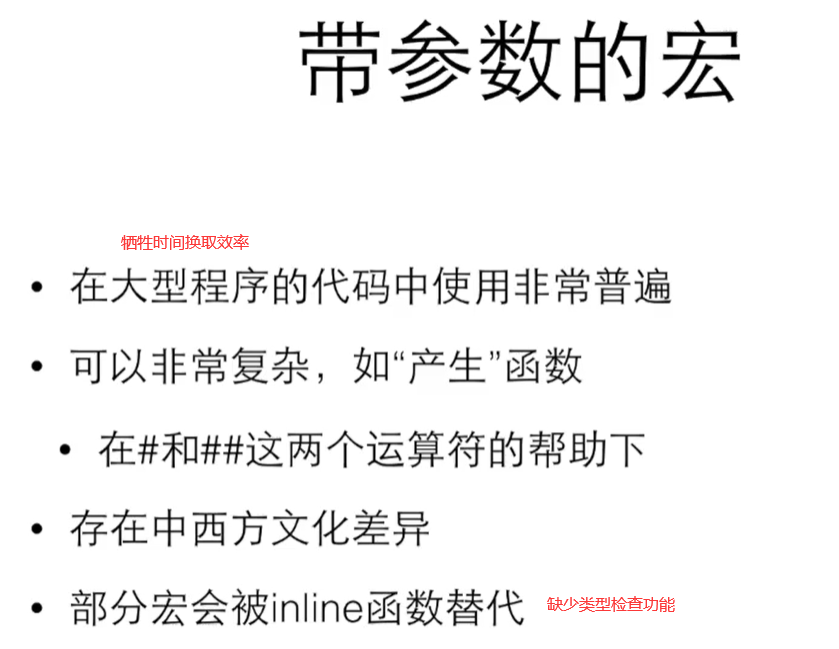 带参数的宏
牺牲时间换取效率
• 在大型程序的代码中使用非常普遍
• 可以非常复杂，如“产生”函数
• 在#和##这两个运算符的帮助下
• 存在中西方文化差异
• 部分宏会被inline函数替代 缺少类型检查功能